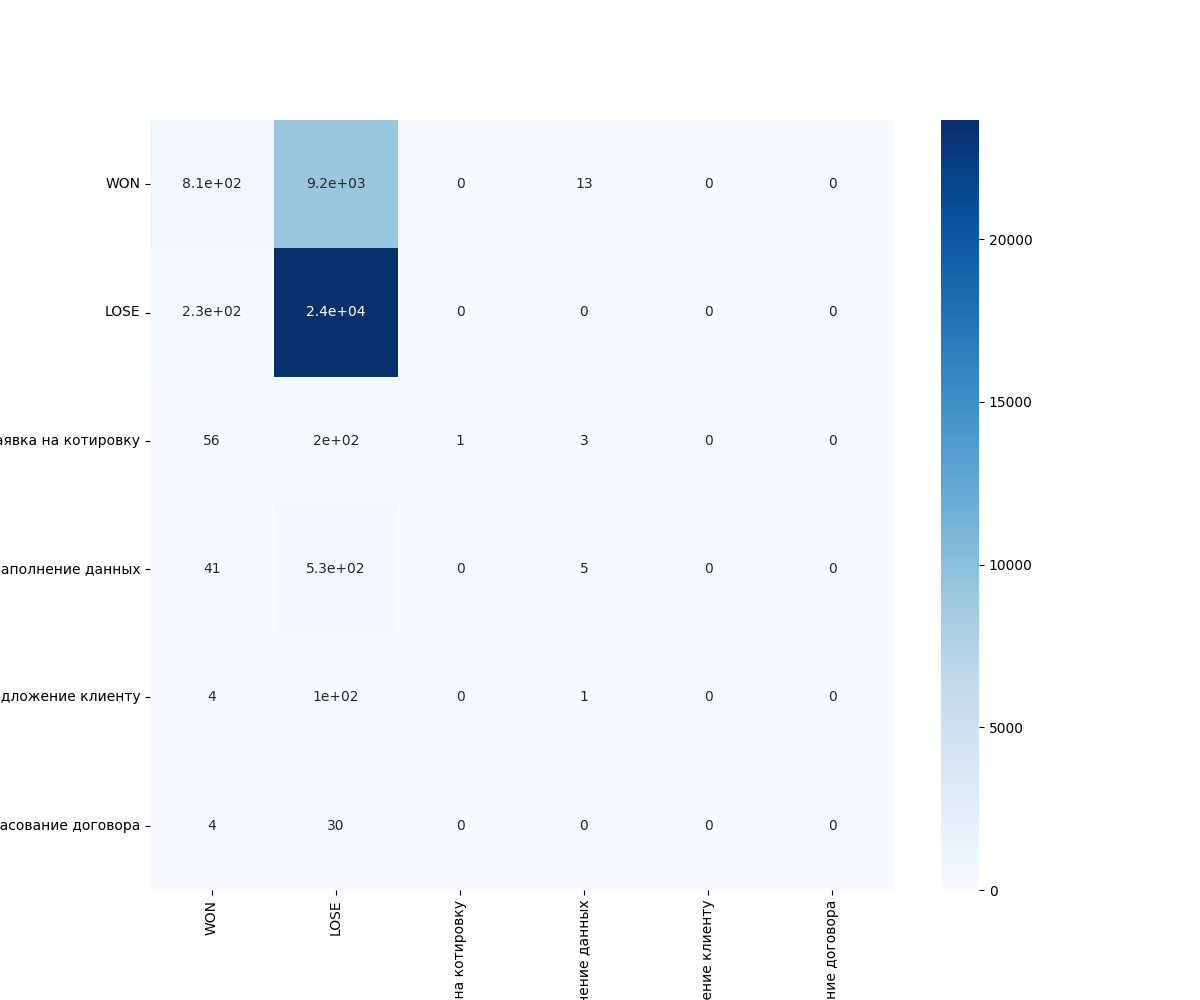 WON 8.1e+02 9.2e+03 0 13 0 0
LOSE 2.3e+02 2.4e+04 0 0 0 0
аявка на котировку 56 2e+02 1 3 0 0
аполнение данных 41 5.3e+02 0 5 0 0
дложение клиенту 4 1e+02 0 1 0 0
асование договора 4 30 0 0 0 0
WON
LOSE
на котировку
нение данных
ение клиенту
ние договора
20000
15000
10000
5000
0